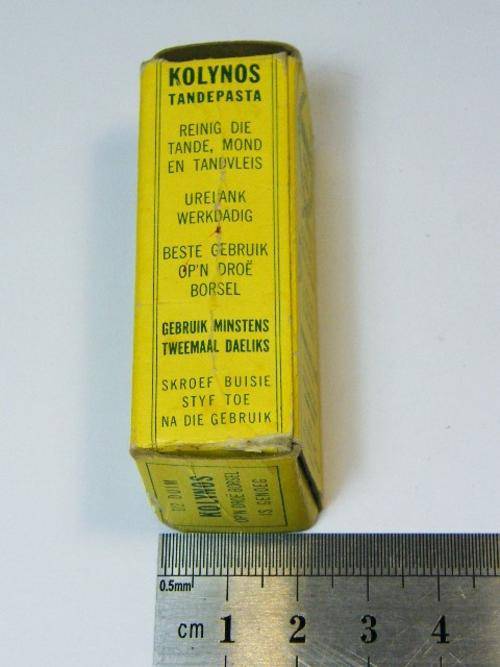 KOLYNOS
TANDEPASTA
REINIG DIE
TANDE, MOND
EN TANDVLEIS
URELANK
WERKDADIG
BESTE GEBRUIK
OP'N DROË
BORSEL
GEBRUIK MINSTENS
TWEEMAAL DAELIKS
SKROEF BUISIE
STYF TOE
NA DIE GEBRUIK
DUIM
KOLYNOS
OP'N DROË BORSEL
IS GENOEG
0.5mm
cm 1 2 3 4